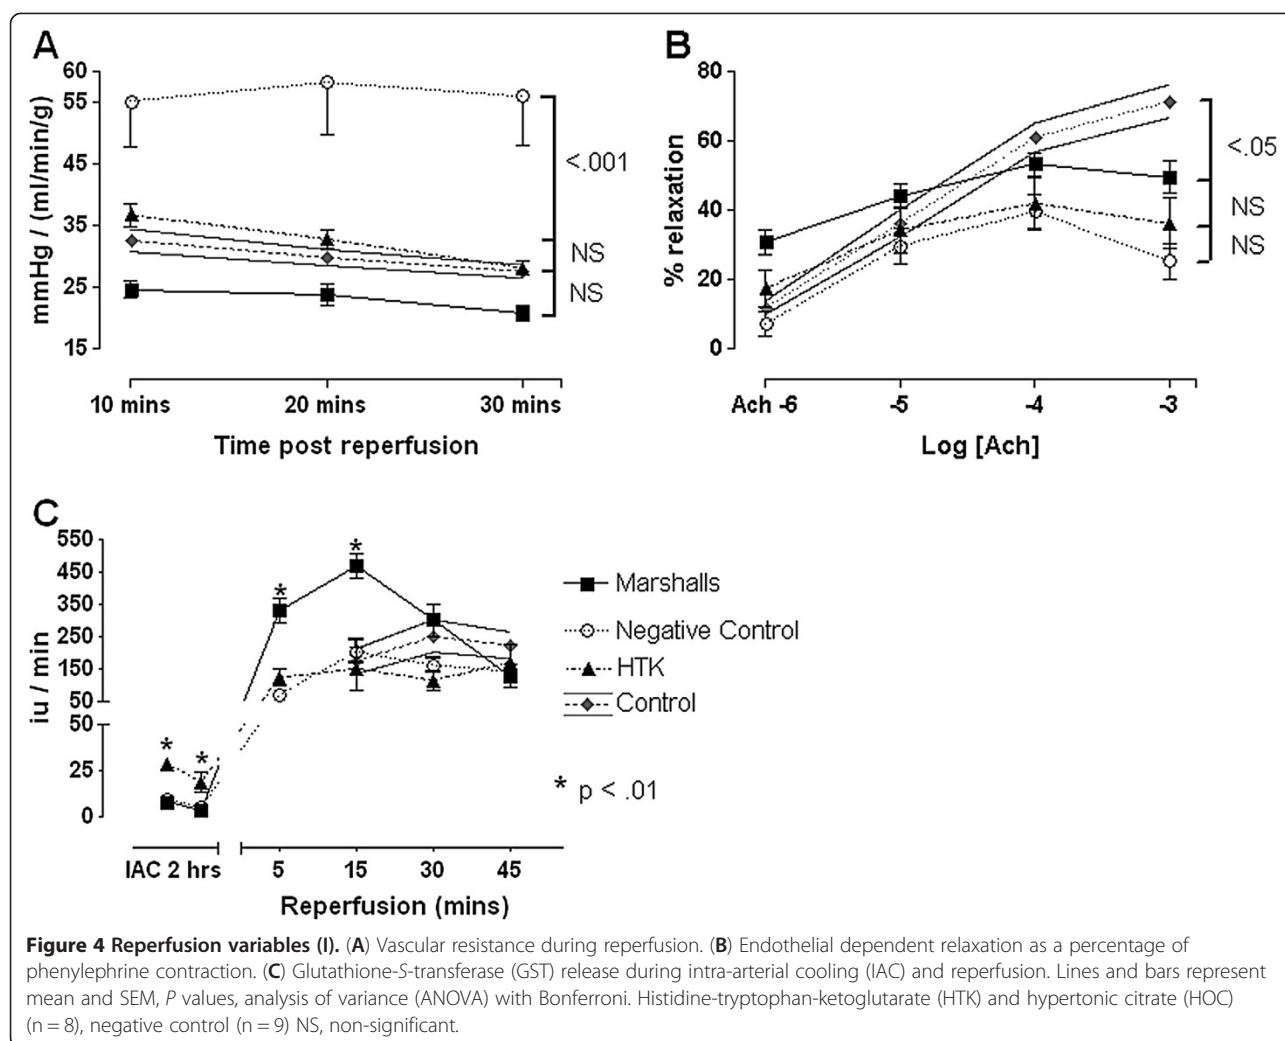 A
60
55
45
35
25
15
mmHg / (ml/min/g)
<.001
NS
NS
10 mins 20 mins 30 mins
Time post reperfusion
B
80
60
40
20
0
% relaxation
<.05
NS
NS
Ach -6 -5 -4 -3
Log [Ach]
C
550
450
350
250
150
50
50
25
0
iu / min
* *
* *
IAC 2 hrs 5 15 30 45
Reperfusion (mins)
Marshalls
Negative Control
HTK
Control
* p < .01
Figure 4 Reperfusion variables (I). (A) Vascular resistance during reperfusion. (B) Endothelial dependent relaxation as a percentage of
phenylephrine contraction. (C) Glutathione-S-transferase (GST) release during intra-arterial cooling (IAC) and reperfusion. Lines and bars represent
mean and SEM, P values, analysis of variance (ANOVA) with Bonferroni. Histidine-tryptophan-ketoglutarate (HTK) and hypertonic citrate (HOC)
(n = 8), negative control (n = 9) NS, non-significant.